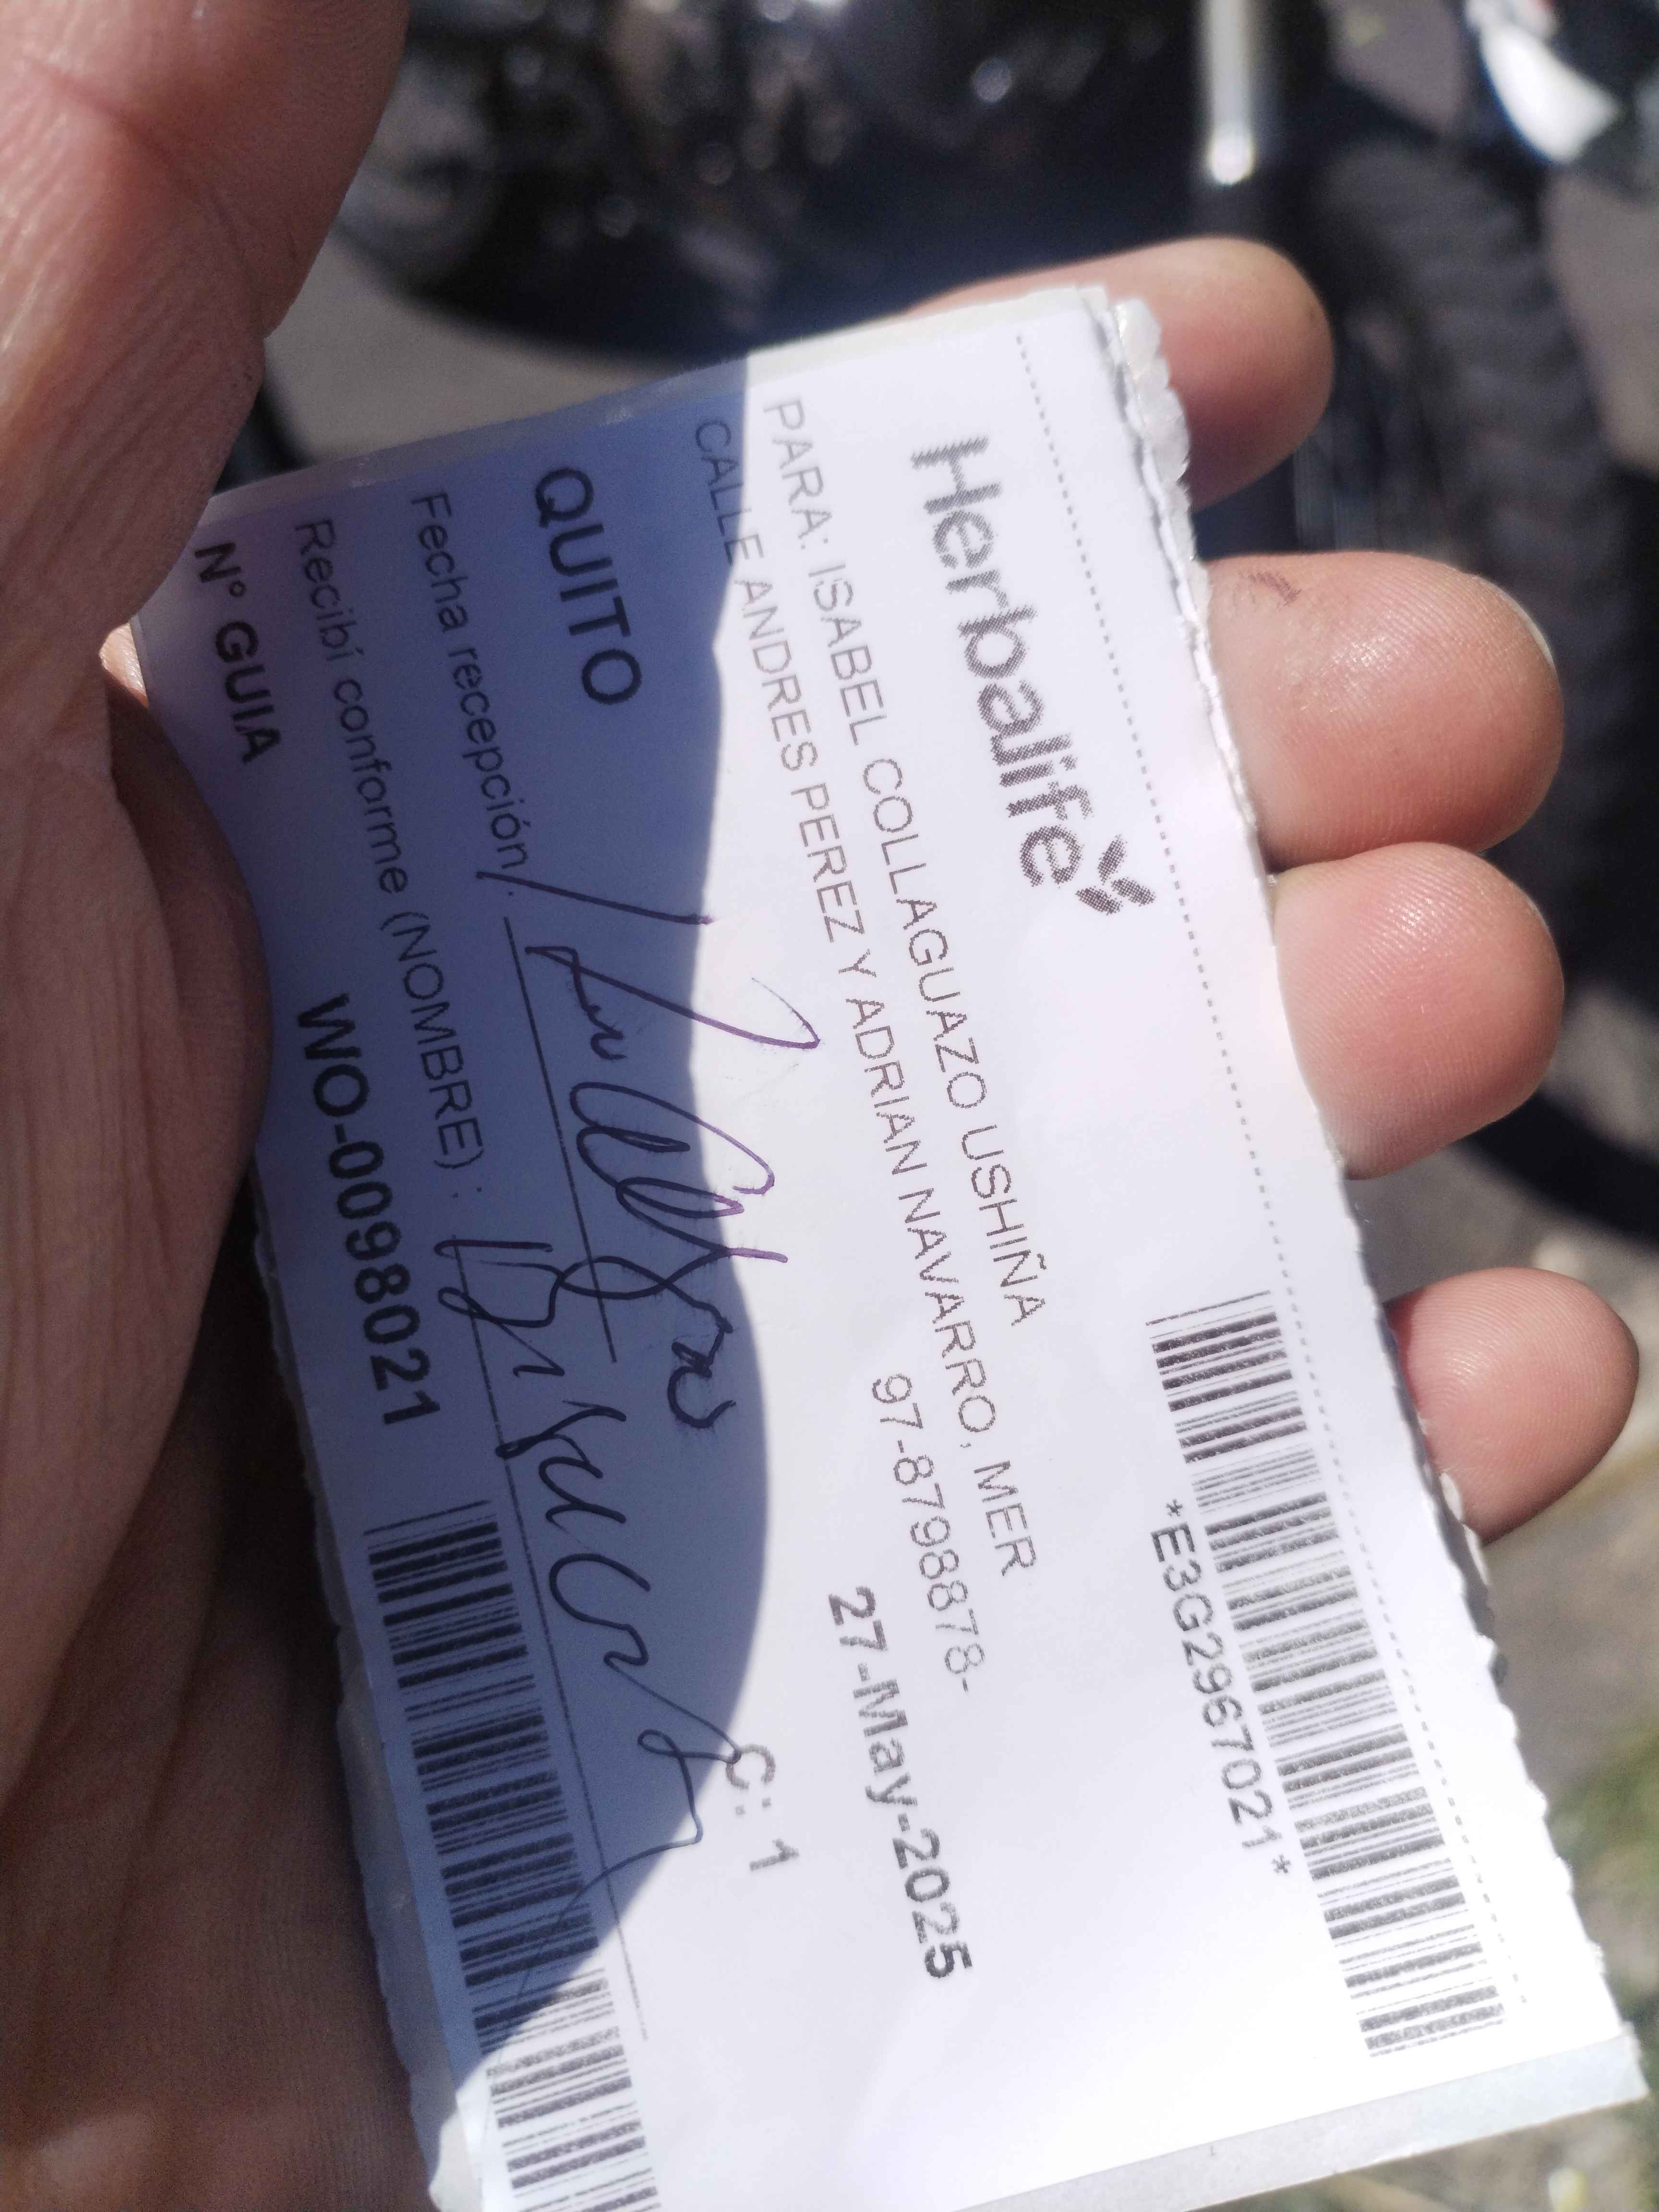 Herbalife
*E3G2967021*
PARA: ISABEL COLLAGUAZO USHIÑA
CALLE ANDRES PEREZ Y ADRIAN NAVARRO, MER
97-8798878-
27-May-2025
QUITO
C: 1
Fecha recepción
Recibí conforme (NOMBRE) :
N° GUIA WO-0098021